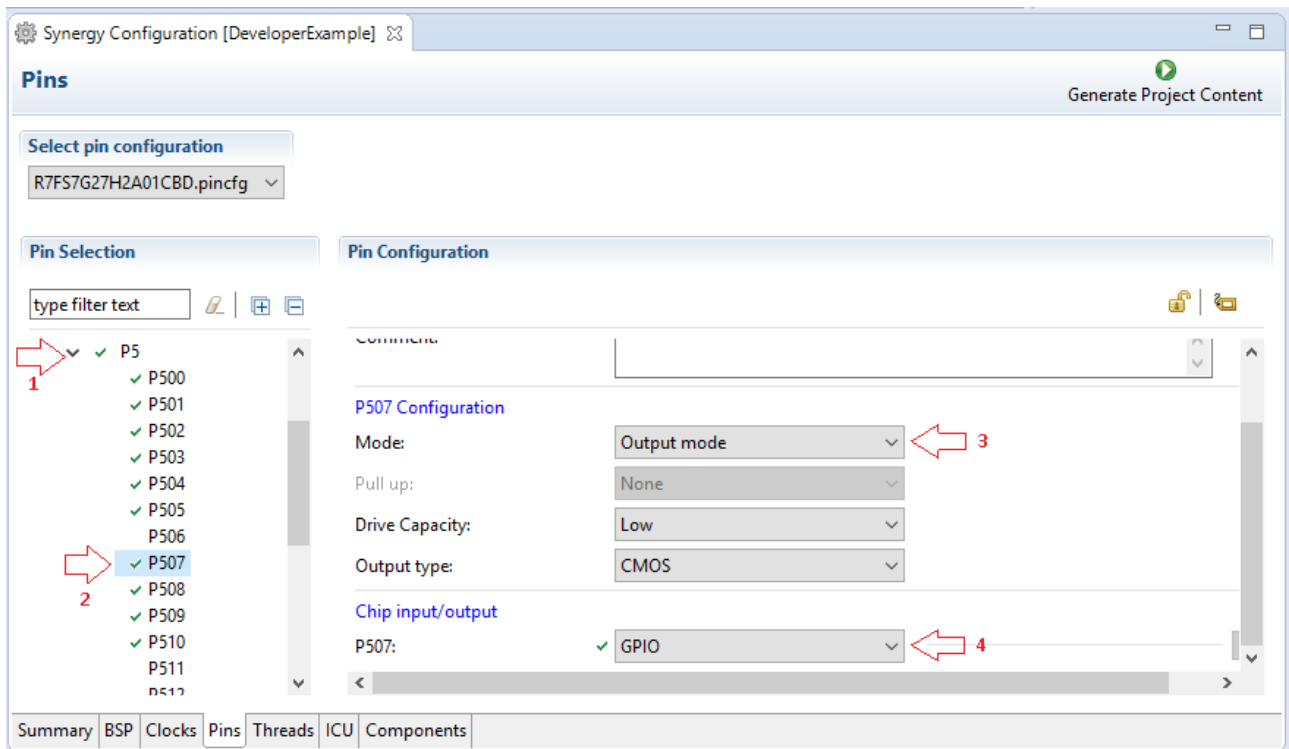 Synergy Configuration [DeveloperExample]
Pins
Generate Project Content
Select pin configuration
R7FS7G27H2A01CBD.pincfg
Pin Selection
Pin Configuration
type filter text
P5
1
P500
P501
P502
P503
P504
P505
P506
P507
2
P508
P509
P510
P511
P512
Comment:
P507 Configuration
Mode: Output mode 3
Pull up: None
Drive Capacity: Low
Output type: CMOS
Chip input/output
P507: GPIO 4
Summary BSP Clocks Pins Threads ICU Components